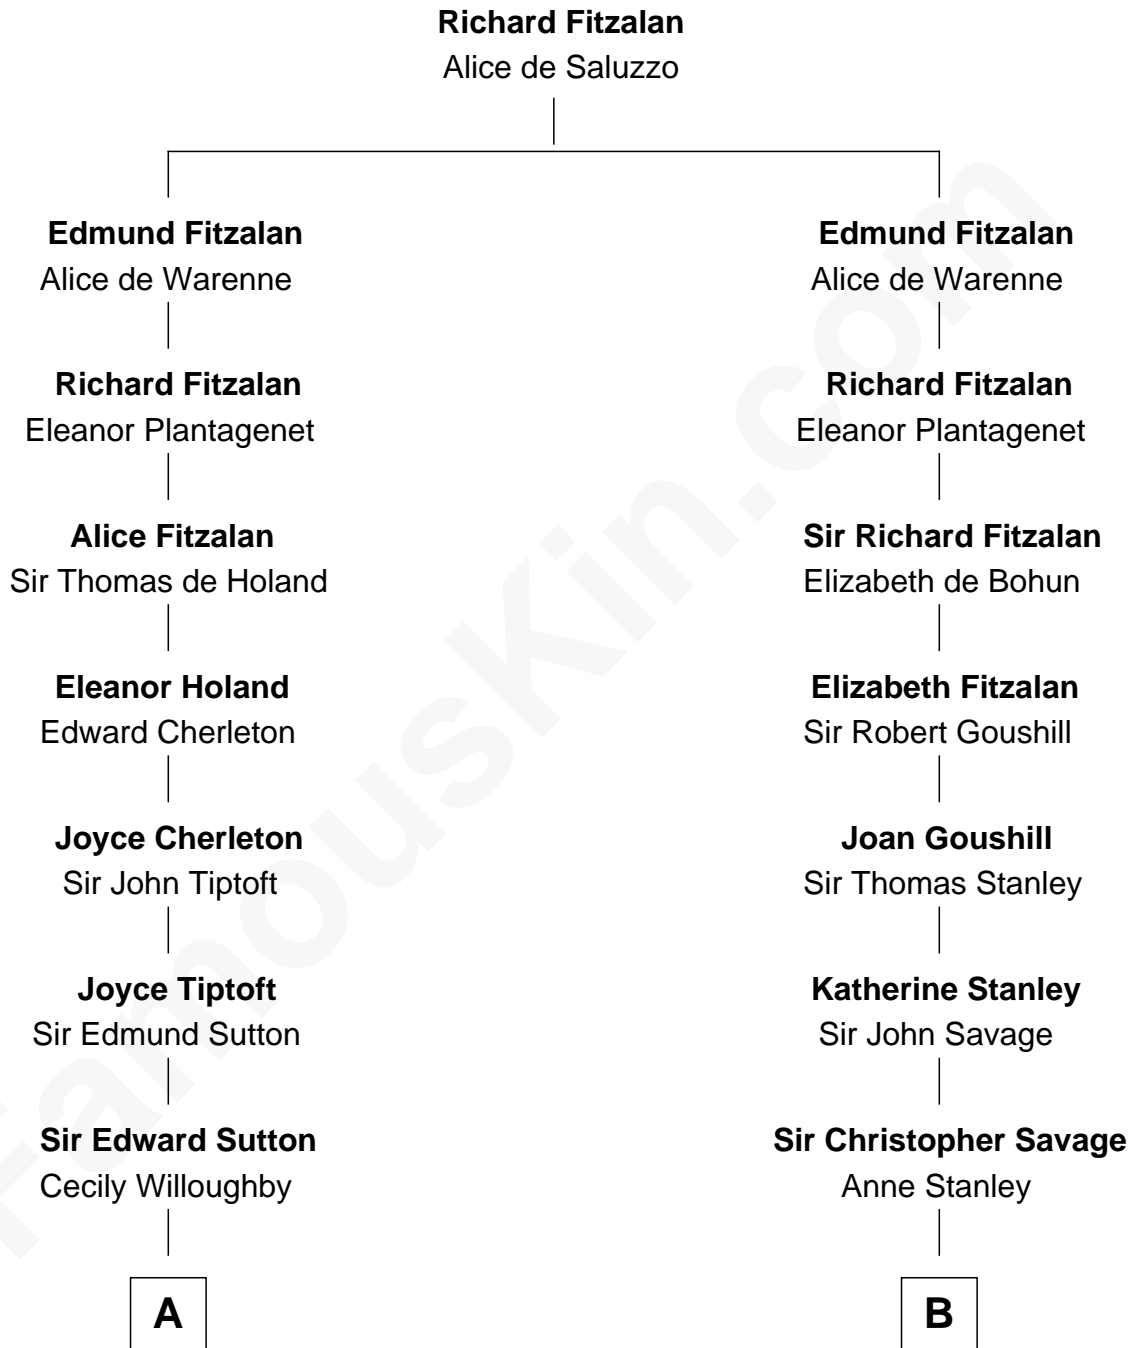 Richard Fitzalan
Alice de Saluzzo
Edmund Fitzalan
Alice de Warenne
Edmund Fitzalan
Alice de Warenne
Richard Fitzalan
Eleanor Plantagenet
Richard Fitzalan
Eleanor Plantagenet
Alice Fitzalan
Sir Thomas de Holand
Sir Richard Fitzalan
Elizabeth de Bohun
Eleanor Holand
Edward Cherleton
Elizabeth Fitzalan
Sir Robert Goushill
Joyce Cherleton
Sir John Tiptoft
Joan Goushill
Sir Thomas Stanley
Joyce Tiptoft
Sir Edmund Sutton
Katherine Stanley
Sir John Savage
Sir Edward Sutton
Cecily Willoughby
Sir Christopher Savage
Anne Stanley
A
B
FamousKin.com